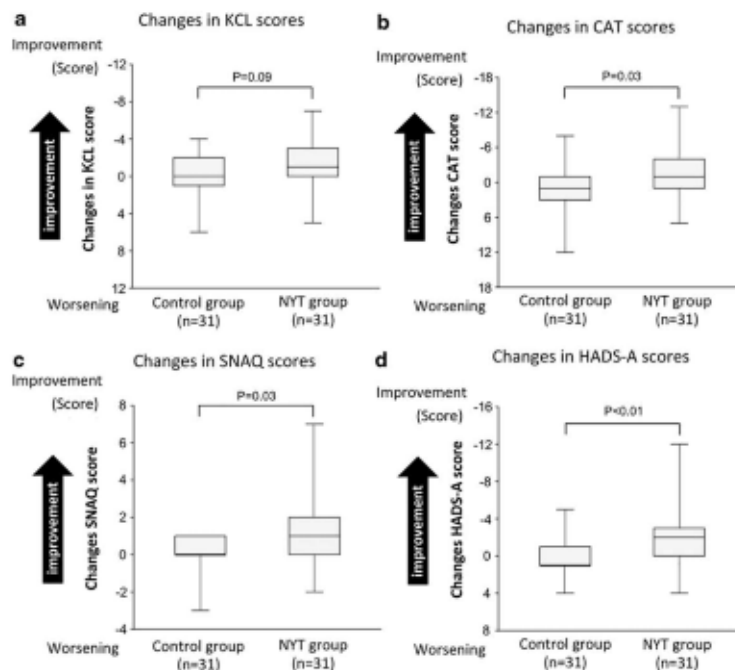 a
Changes in KCL scores
Improvement
(Score)
improvement
Changes in KCL score
-12
-8
-4
0
4
8
12
P=0.09
Worsening
Control group
(n=31)
NYT group
(n=31)
b
Changes in CAT scores
Improvement
(Score)
improvement
Changes CAT score
-18
-12
-6
0
6
12
18
P=0.03
Worsening
Control group
(n=31)
NYT group
(n=31)
c
Changes in SNAQ scores
Improvement
(Score)
improvement
Changes SNAQ score
8
6
4
2
0
-2
-4
P=0.03
Worsening
Control group
(n=31)
NYT group
(n=31)
d
Changes in HADS-A scores
Improvement
(Score)
improvement
Changes HADS-A score
-16
-12
-8
-4
0
4
8
P<0.01
Worsening
Control group
(n=31)
NYT group
(n=31)